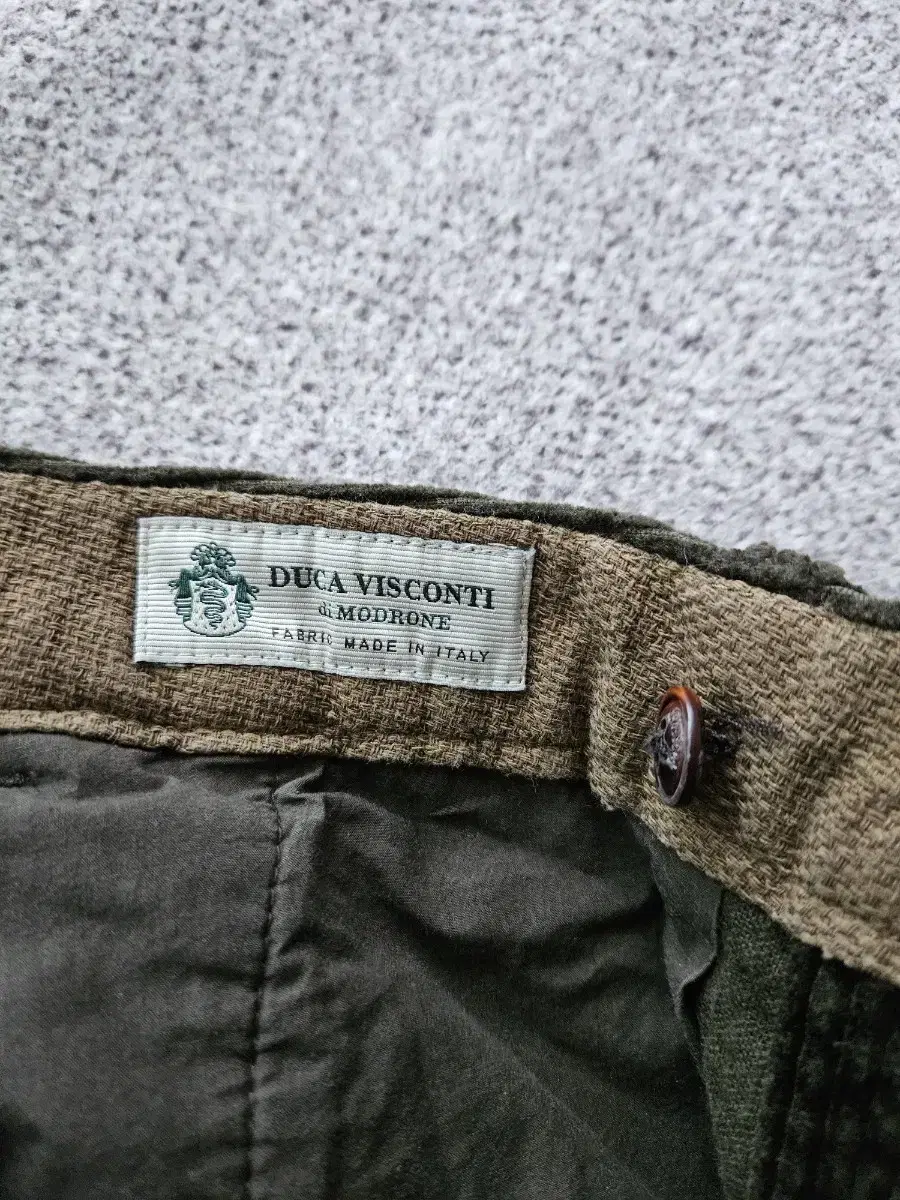 DUCA VISCONTI
di MODRONE
FABRIC MADE IN ITALY